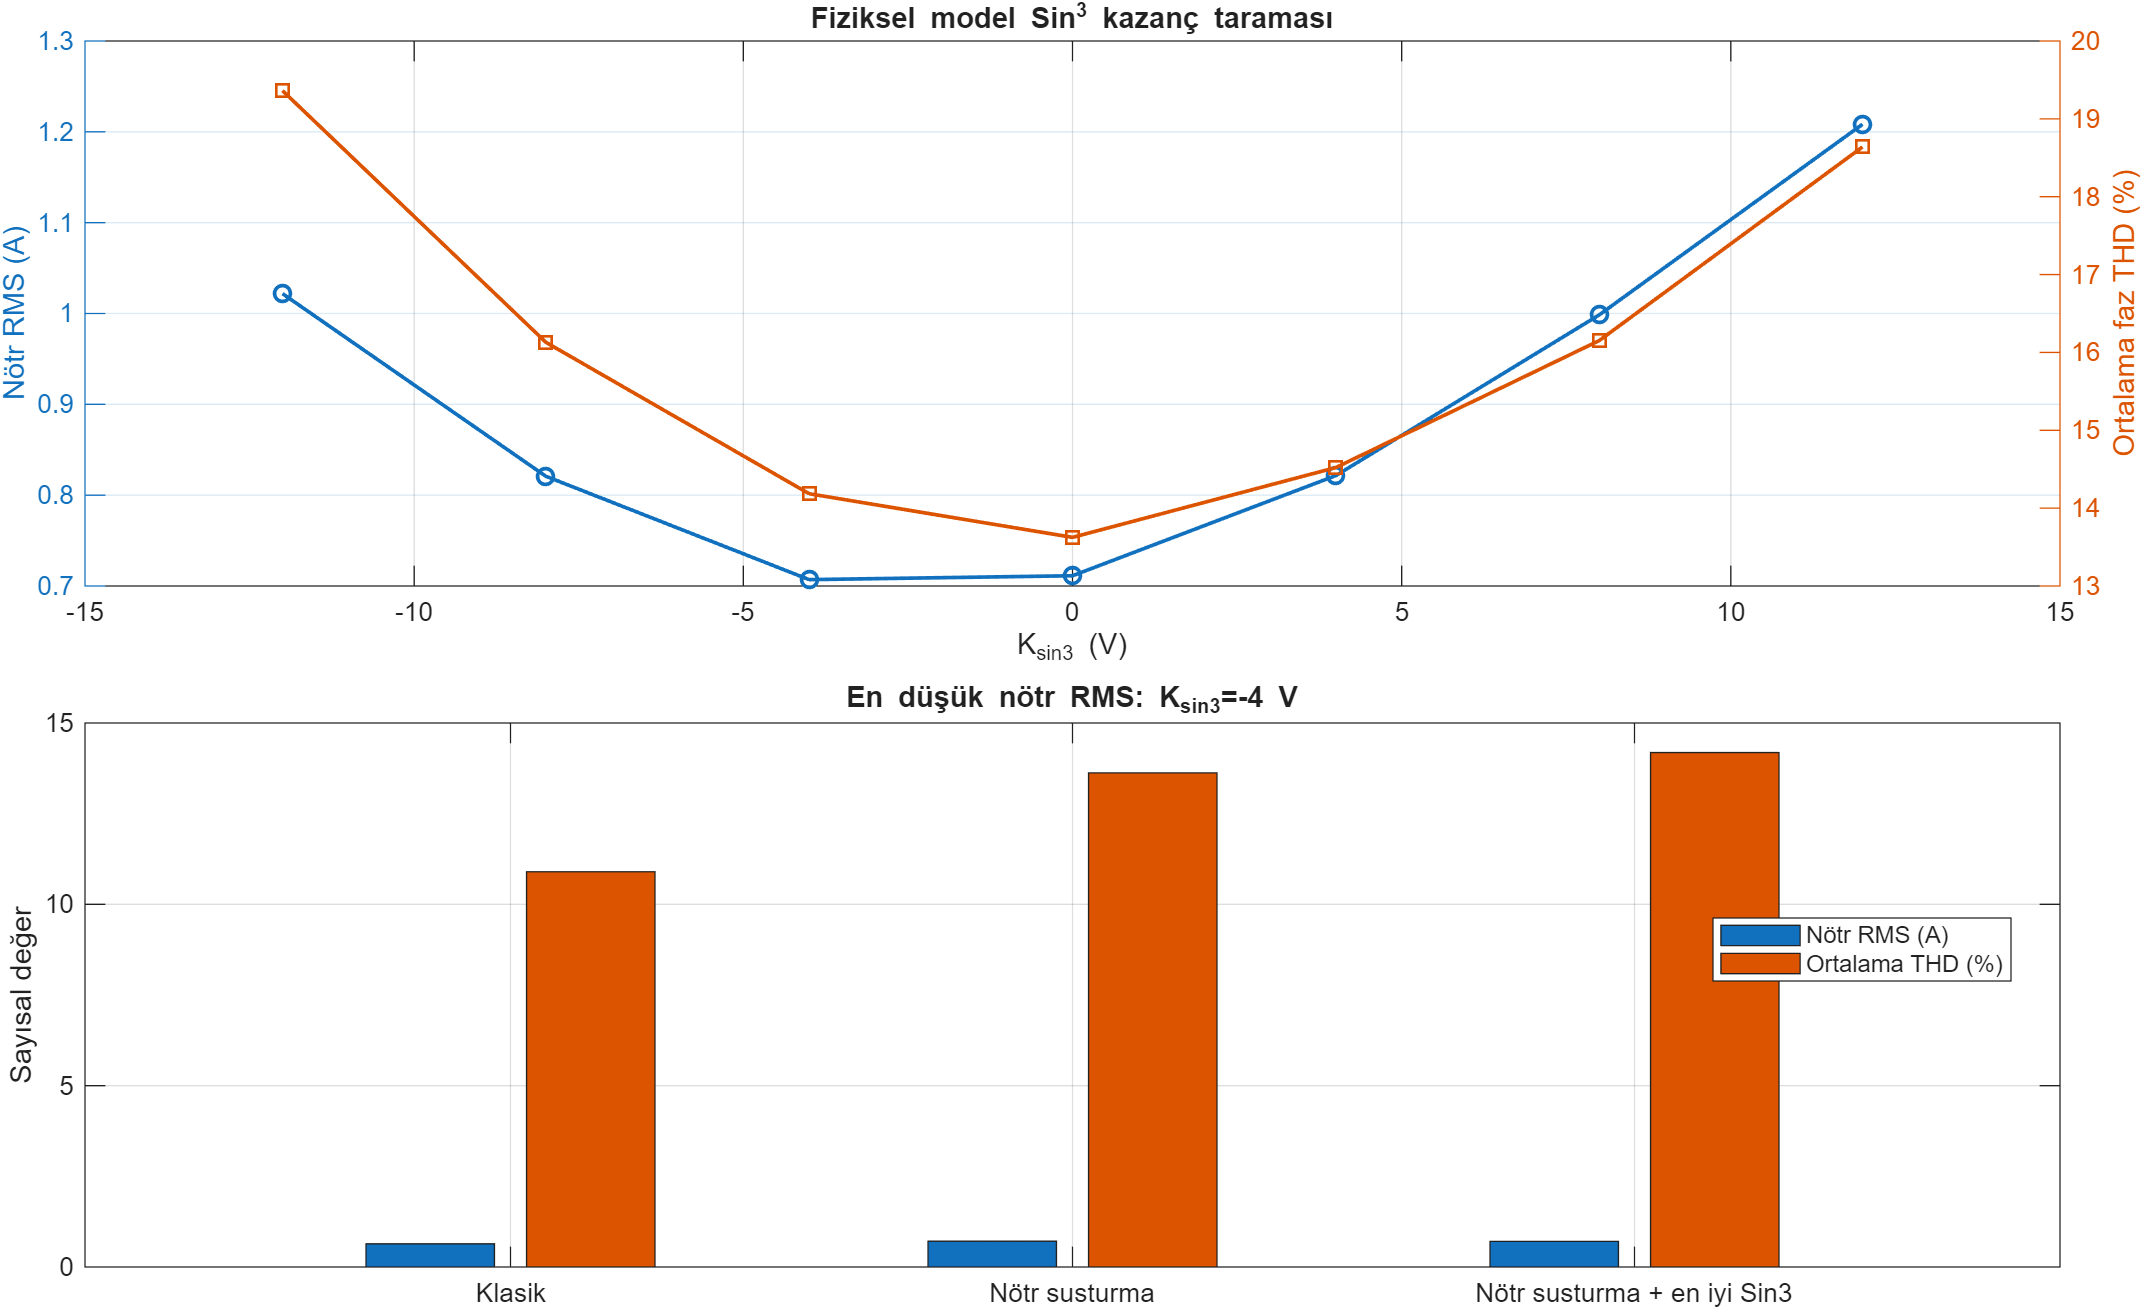 Fiziksel model Sin³ kazanç taraması
Nötr RMS (A)
1.3
1.2
1.1
1
0.9
0.8
0.7
20
19
18
17
16
15
14
13
Ortalama faz THD (%)
-15 -10 -5 0 5 10 15
Ksin3 (V)
En düşük nötr RMS: Ksin3=-4 V
Sayısal değer
15
10
5
0
Nötr RMS (A)
Ortalama THD (%)
Klasik Nötr susturma Nötr susturma + en iyi Sin3